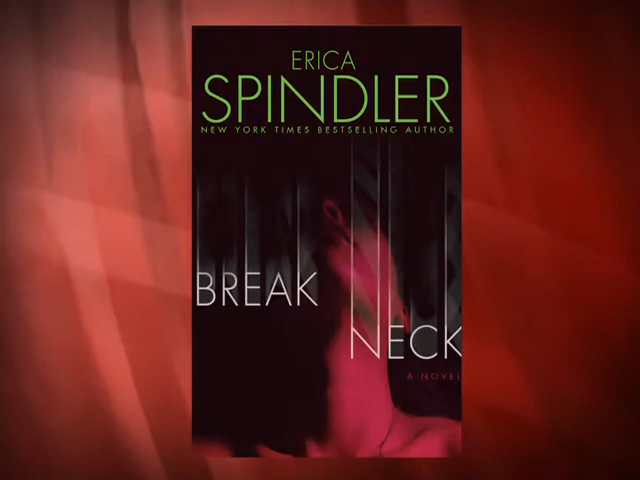 ERICA
SPINDLER
NEW YORK TIMES BESTSELLING AUTHOR
BREAK
NECK
A NOVEL